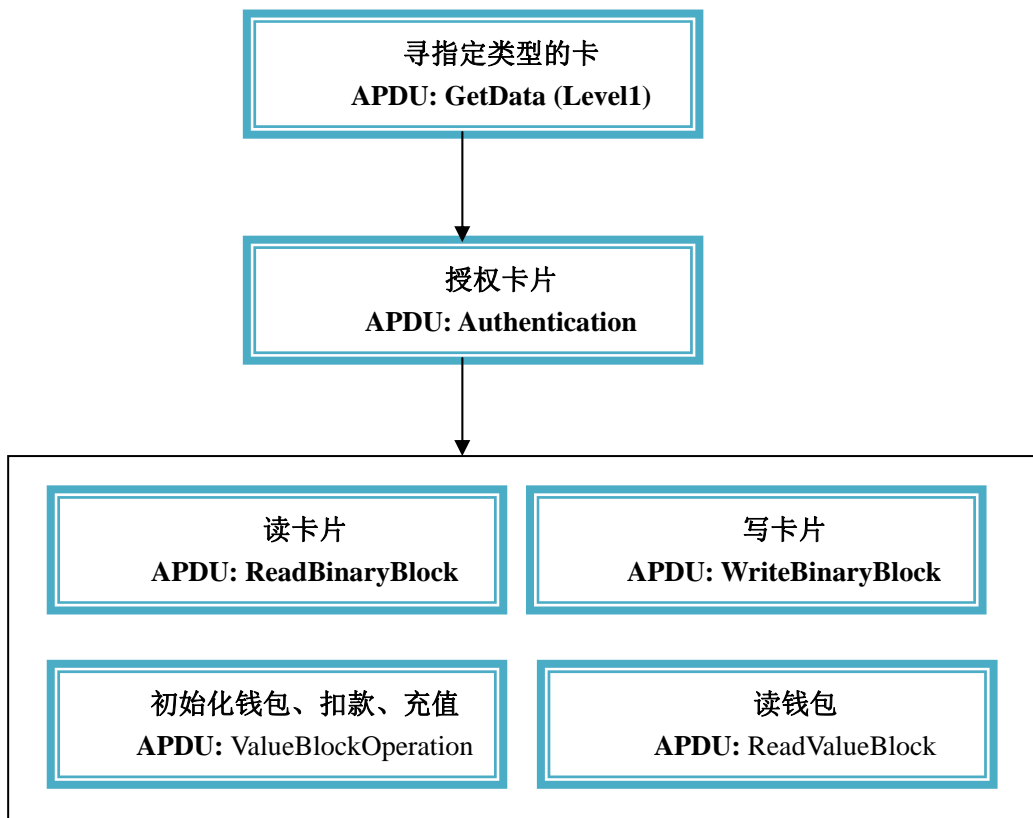 寻指定类型的卡
APDU: GetData (Level1)
授权卡片
APDU: Authentication
读卡片
APDU: ReadBinaryBlock
写卡片
APDU: WriteBinaryBlock
初始化钱包、扣款、充值
APDU: ValueBlockOperation
读钱包
APDU: ReadValueBlock